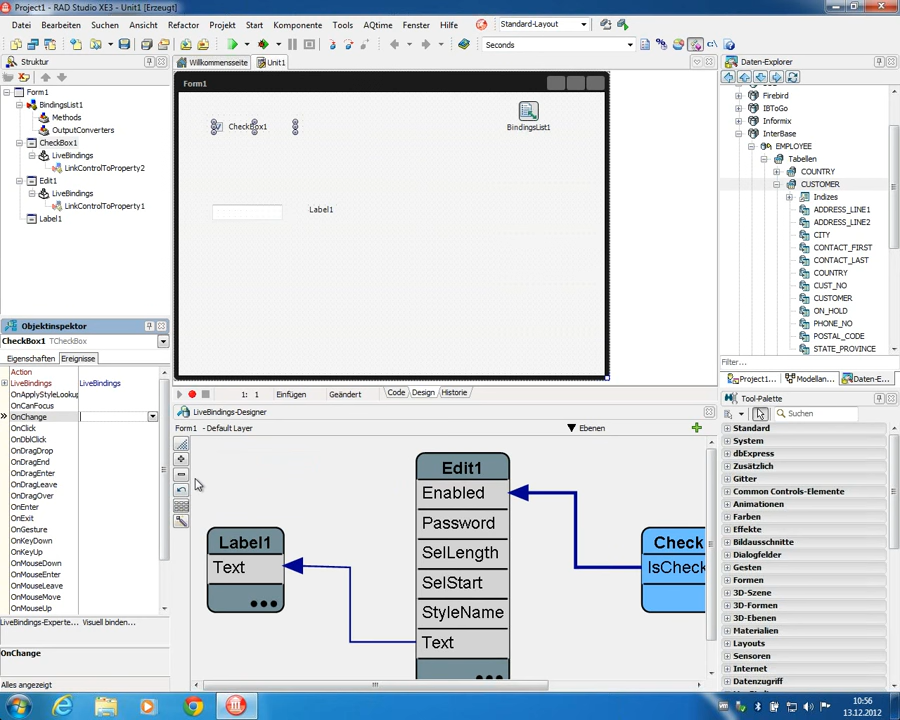 Project1 - RAD Studio XE3 - Unit1 [Erzeugt]
Datei Bearbeiten Suchen Ansicht Refactor Projekt Start Komponente Tools AQtime Fenster Hilfe Standard-Layout
Seconds
Struktur
Willkommensseite Unit1
Daten-Explorer
Form1
BindingsList1
Methods
OutputConverters
CheckBox1
LiveBindings
LinkControlToProperty2
Edit1
LiveBindings
LinkControlToProperty1
Label1
Form1
CheckBox1
BindingsList1
Label1
Firebird
IBToGo
Informix
InterBase
EMPLOYEE
Tabellen
COUNTRY
CUSTOMER
Indizes
ADDRESS_LINE1
ADDRESS_LINE2
CITY
CONTACT_FIRST
CONTACT_LAST
COUNTRY
CUST_NO
CUSTOMER
ON_HOLD
PHONE_NO
POSTAL_CODE
STATE_PROVINCE
Filter...
Project1... Modellan... Daten-E...
Objektinspektor
CheckBox1 TCheckBox
Eigenschaften Ereignisse
Action
LiveBindings LiveBindings
OnApplyStyleLookup
OnCanFocus
OnChange
OnClick
OnDblClick
OnDragDrop
OnDragEnd
OnDragEnter
OnDragLeave
OnDragOver
OnEnter
OnExit
OnGesture
OnKeyDown
OnKeyUp
OnMouseDown
OnMouseEnter
OnMouseLeave
OnMouseMove
OnMouseUp
LiveBindings-Experte... Visuell binden...
OnChange
Alles angezeigt
1: 1 Einfügen Geändert Code Design Historie
LiveBindings-Designer
Form1 - Default Layer Ebenen
Label1
Text
Edit1
Enabled
Password
SelLength
SelStart
StyleName
Text
Check
IsCheck
Tool-Palette
Suchen
Standard
System
dbExpress
Zusätzlich
Gitter
Common Controls-Elemente
Animationen
Farben
Effekte
Bildausschnitte
Dialogfelder
Gesten
Formen
3D-Szene
3D-Formen
3D-Ebenen
Materialien
Layouts
Sensoren
Internet
Datenzugriff
10:56
13.12.2012